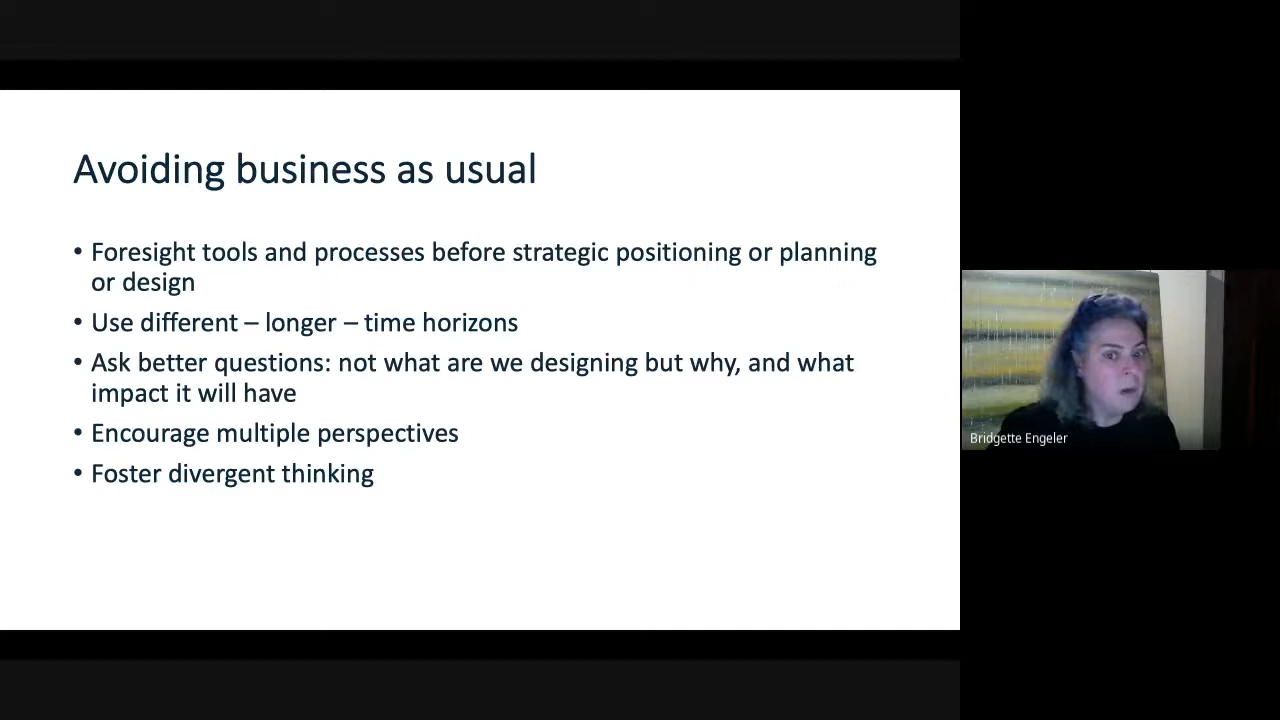 Avoiding business as usual
• Foresight tools and processes before strategic positioning or planning
or design
• Use different – longer – time horizons
• Ask better questions: not what are we designing but why, and what
impact it will have
• Encourage multiple perspectives
• Foster divergent thinking
Bridgette Engeler